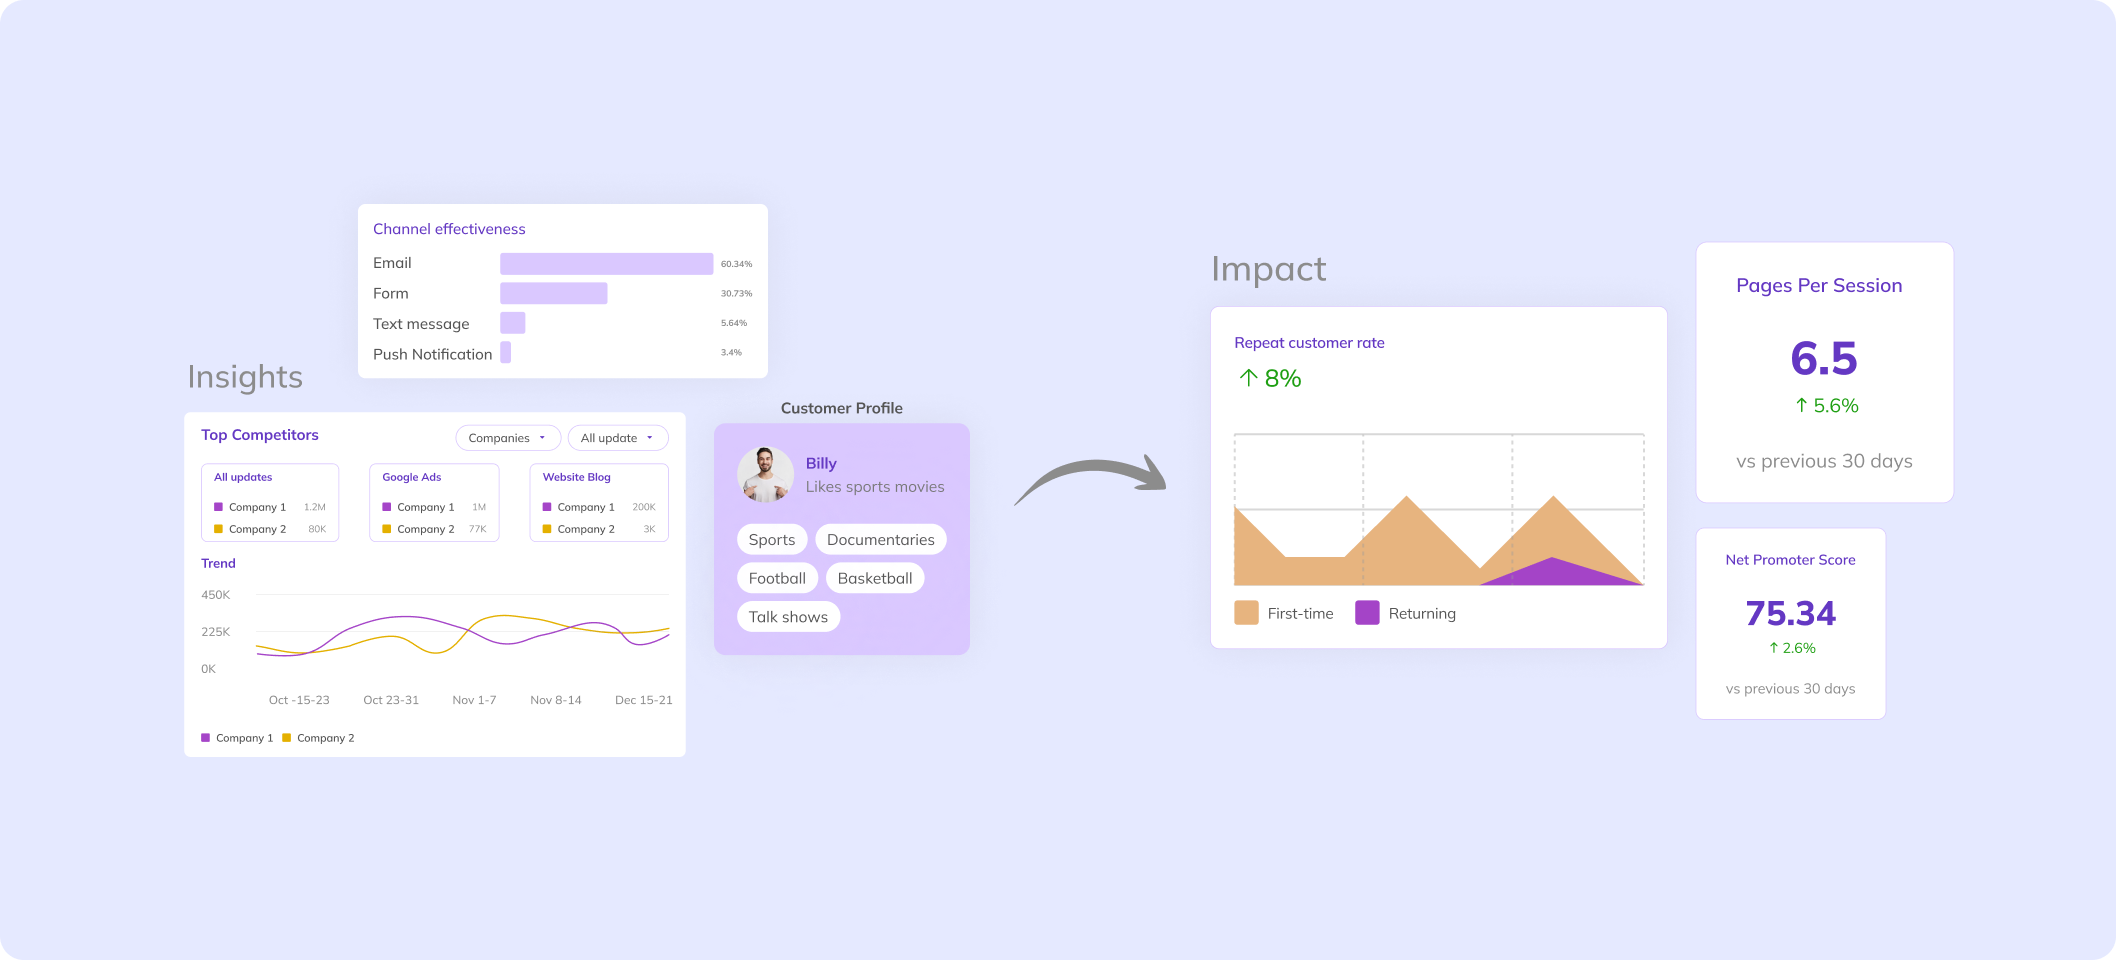 Channel effectiveness
Email 60.34%
Form 30.73%
Text message 5.64%
Push Notification 3.4%
Insights
Top Competitors
Companies
All update
All updates
Company 1 1.2M
Company 2 80K
Google Ads
Company 1 1M
Company 2 77K
Website Blog
Company 1 200K
Company 2 3K
Trend
450K
225K
0K
Oct -15-23 Oct 23-31 Nov 1-7 Nov 8-14 Dec 15-21
Company 1 Company 2
Customer Profile
Billy
Likes sports movies
Sports Documentaries
Football Basketball
Talk shows
Impact
Repeat customer rate
↑ 8%
First-time Returning
Pages Per Session
6.5
↑ 5.6%
vs previous 30 days
Net Promoter Score
75.34
↑ 2.6%
vs previous 30 days